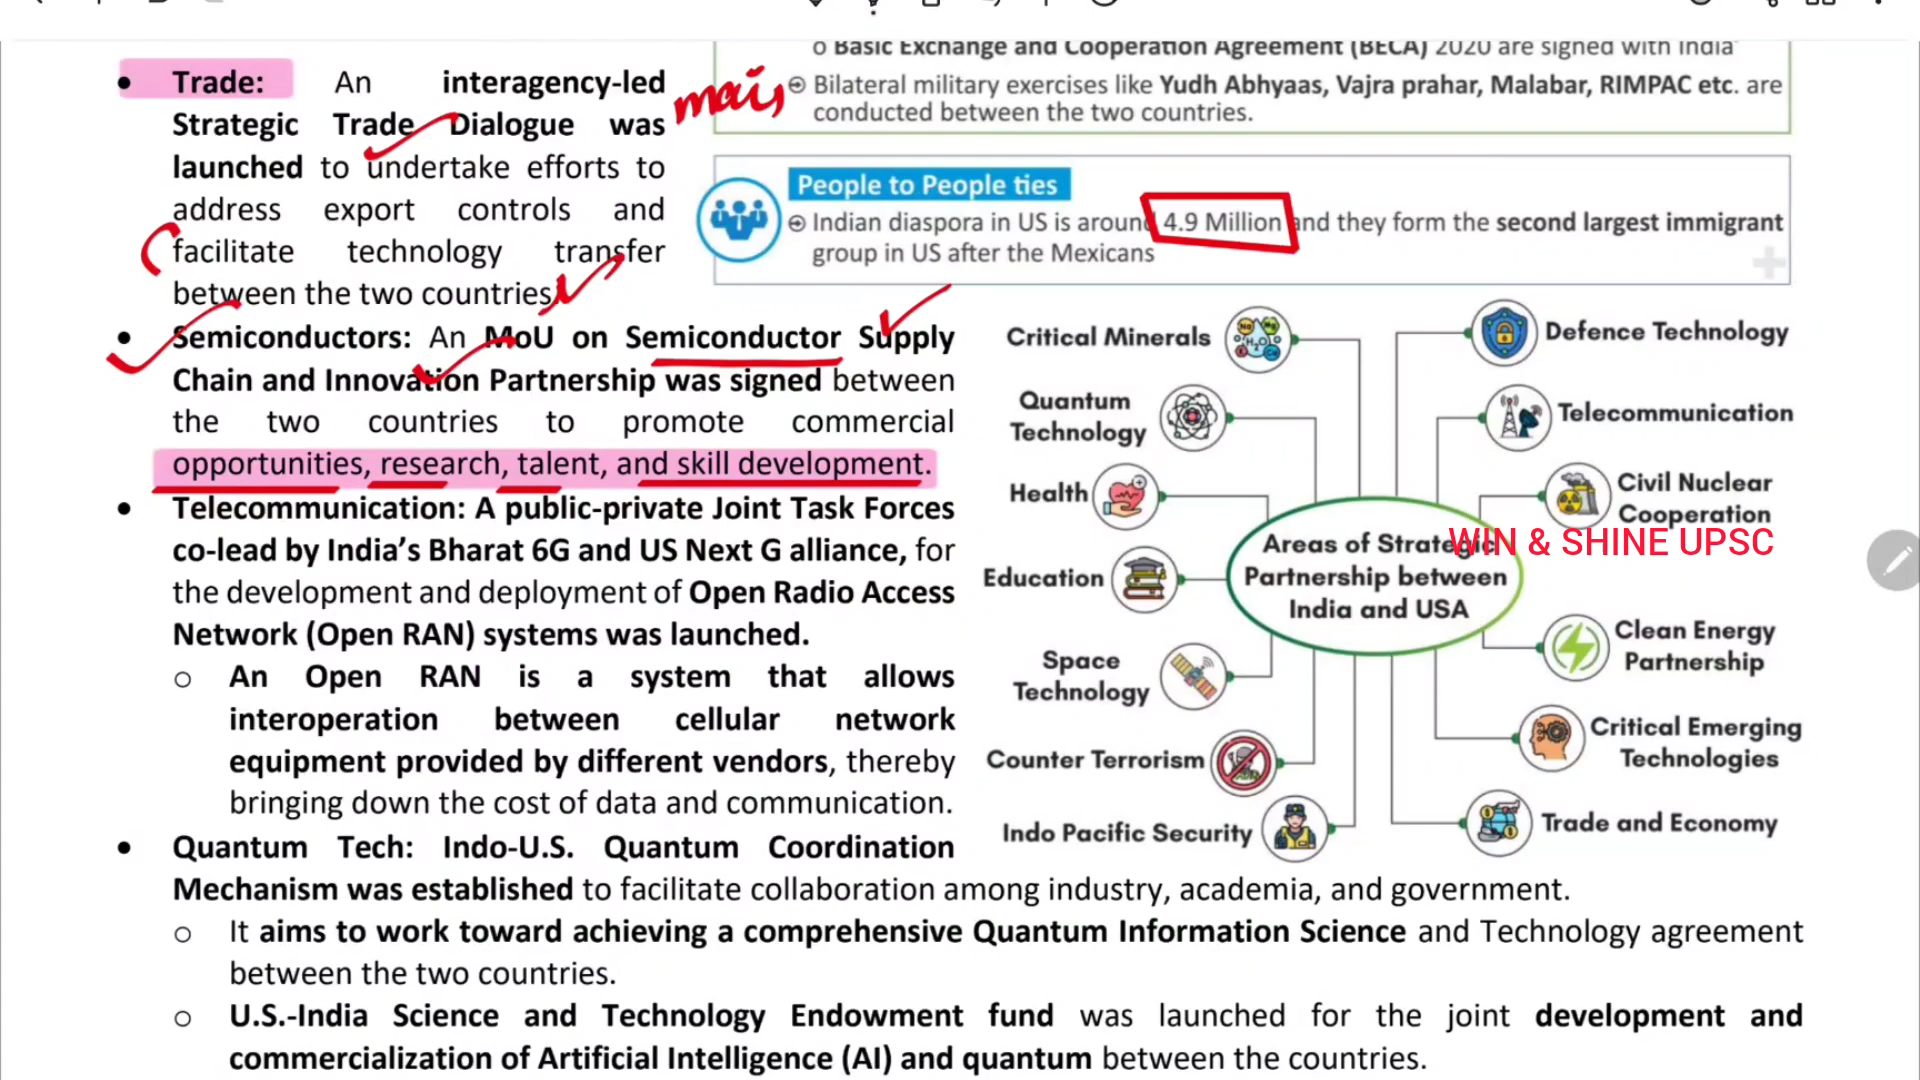 • Trade: An interagency-led
Strategic Trade Dialogue was
launched to undertake efforts to
address export controls and
facilitate technology transfer
between the two countries.
• Semiconductors: An MoU on Semiconductor Supply
Chain and Innovation Partnership was signed between
the two countries to promote commercial
opportunities, research, talent, and skill development.
• Telecommunication: A public-private Joint Task Forces
co-lead by India’s Bharat 6G and US Next G alliance, for
the development and deployment of Open Radio Access
Network (Open RAN) systems was launched.
o An Open RAN is a system that allows
interoperation between cellular network
equipment provided by different vendors, thereby
bringing down the cost of data and communication.
• Quantum Tech: Indo-U.S. Quantum Coordination
Mechanism was established to facilitate collaboration among industry, academia, and government.
o It aims to work toward achieving a comprehensive Quantum Information Science and Technology agreement
between the two countries.
o U.S.-India Science and Technology Endowment fund was launched for the joint development and
commercialization of Artificial Intelligence (AI) and quantum between the countries.
o Basic Exchange and Cooperation Agreement (BECA) 2020 are signed with India
Bilateral military exercises like Yudh Abhyaas, Vajra prahar, Malabar, RIMPAC etc. are
conducted between the two countries.
People to People ties
Indian diaspora in US is around 4.9 Million and they form the second largest immigrant
group in US after the Mexicans
Critical Minerals
Quantum
Technology
Health
Education
Space
Technology
Counter Terrorism
Indo Pacific Security
Areas of Strategic
Partnership between
India and USA
Defence Technology
Telecommunication
Civil Nuclear
Cooperation
WIN & SHINE UPSC
Clean Energy
Partnership
Critical Emerging
Technologies
Trade and Economy